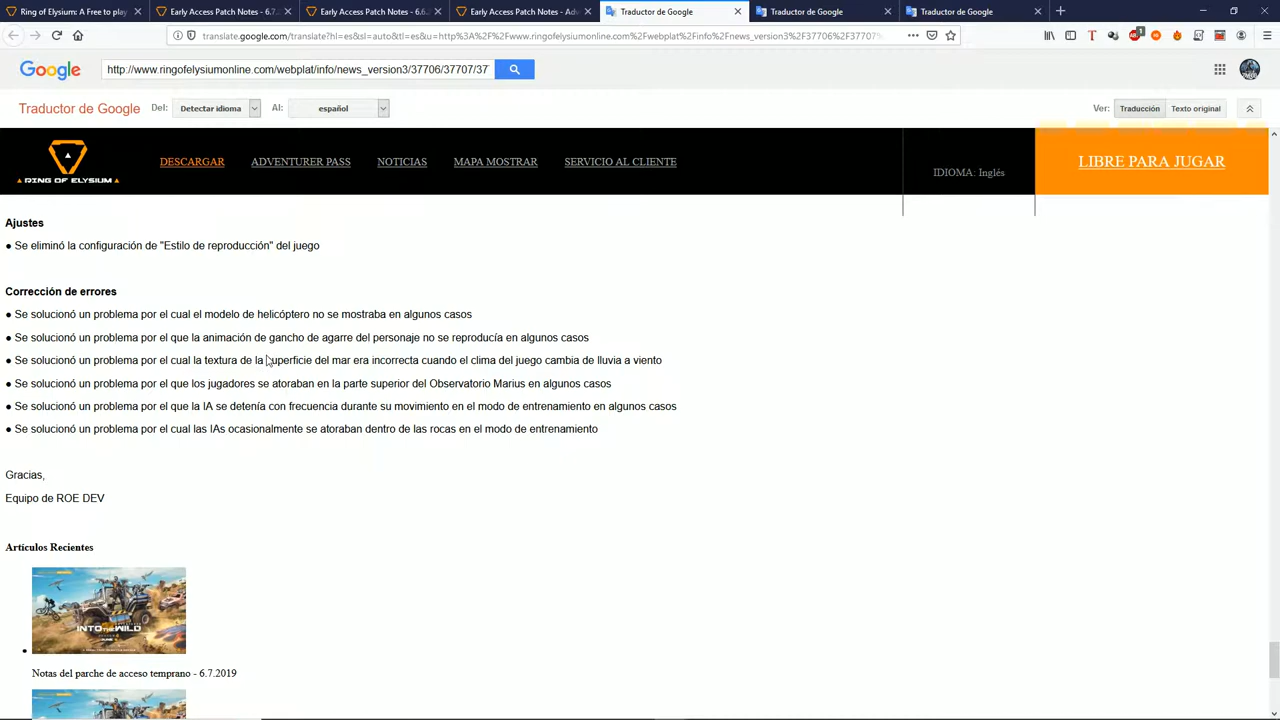 Ring of Elysium: A Free to play
Early Access Patch Notes - 6.7.
Early Access Patch Notes - 6.6.
Early Access Patch Notes - Adv
Traductor de Google
Traductor de Google
Traductor de Google
translate.google.com/translate?hl=es&sl=auto&tl=es&u=http%3A%2F%2Fwww.ringofelysiumonline.com%2Fwebplat%2Finfo%2Fnews_version3%2F37706%2F37707%
Google
http://www.ringofelysiumonline.com/webplat/info/news_version3/37706/37707/37
Traductor de Google
Del:
Detectar idioma
Al:
español
Ver:
Traducción
Texto original
RING OF ELYSIUM
DESCARGAR
ADVENTURER PASS
NOTICIAS
MAPA MOSTRAR
SERVICIO AL CLIENTE
IDIOMA: Inglés
LIBRE PARA JUGAR
Ajustes
● Se eliminó la configuración de "Estilo de reproducción" del juego
Corrección de errores
● Se solucionó un problema por el cual el modelo de helicóptero no se mostraba en algunos casos
● Se solucionó un problema por el que la animación de gancho de agarre del personaje no se reproducía en algunos casos
● Se solucionó un problema por el cual la textura de la superficie del mar era incorrecta cuando el clima del juego cambia de lluvia a viento
● Se solucionó un problema por el que los jugadores se atoraban en la parte superior del Observatorio Marius en algunos casos
● Se solucionó un problema por el que la IA se detenía con frecuencia durante su movimiento en el modo de entrenamiento en algunos casos
● Se solucionó un problema por el cual las IAs ocasionalmente se atoraban dentro de las rocas en el modo de entrenamiento
Gracias,
Equipo de ROE DEV
Artículos Recientes
INTO THE WILD
Notas del parche de acceso temprano - 6.7.2019